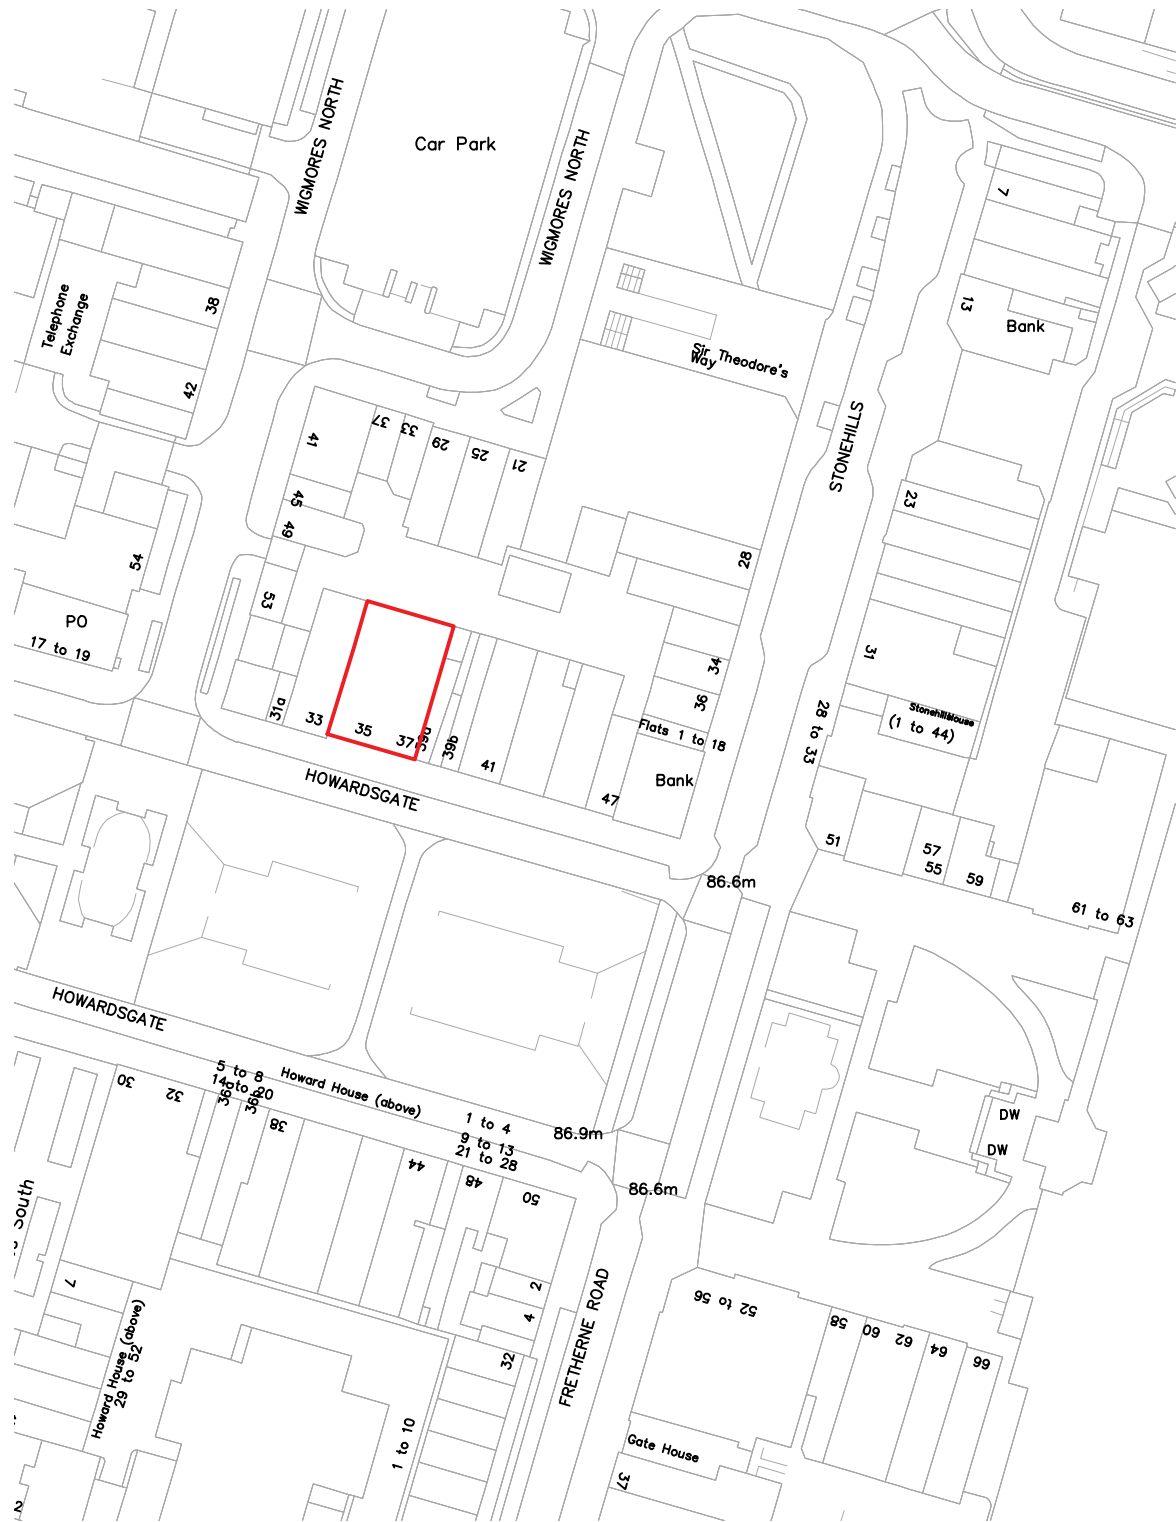 WIGMORES NORTH
Car Park
WIGMORES NORTH
7
Telephone
Exchange
38
13
Bank
Sir Theodore's
Way
42
STONEHILLS
41
37
33
29
25
21
45
49
23
54
28
53
PO
17 to 19
31
34
36
31a
33
35
37
39a
39b
41
47
Flats 1 to 18
Bank
28 to 33
Stonehillshouse
(1 to 44)
HOWARDSGATE
51
57
55
59
61 to 63
86.6m
HOWARDSGATE
5 to 8
14 to 20
Howard House (above)
1 to 4
9 to 13
21 to 28
86.9m
86.6m
30
32
36a
36b
38
44
48
50
DW
DW
South
7
2
4
32
Howard House (above)
29 to 52
FRETHERNE ROAD
52 to 56
58
60
62
64
66
1 to 10
Gate House
37
2